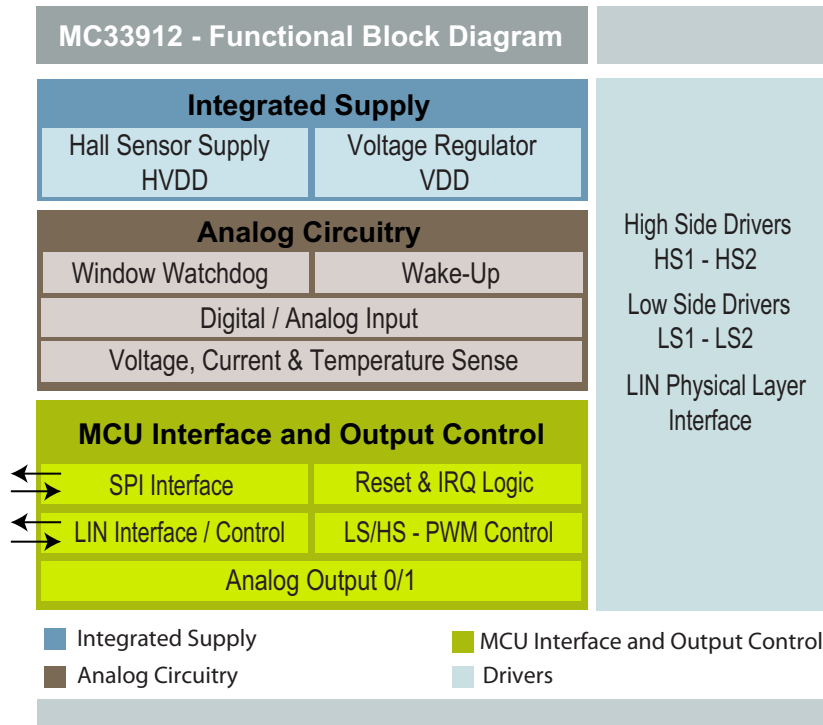 MC33912 - Functional Block Diagram
Integrated Supply
Hall Sensor Supply
HVDD
Voltage Regulator
VDD
Analog Circuitry
Window Watchdog
Wake-Up
Digital / Analog Input
Voltage, Current & Temperature Sense
MCU Interface and Output Control
SPI Interface
Reset & IRQ Logic
LIN Interface / Control
LS/HS - PWM Control
Analog Output 0/1
High Side Drivers
HS1 - HS2
Low Side Drivers
LS1 - LS2
LIN Physical Layer
Interface
Integrated Supply
MCU Interface and Output Control
Analog Circuitry
Drivers